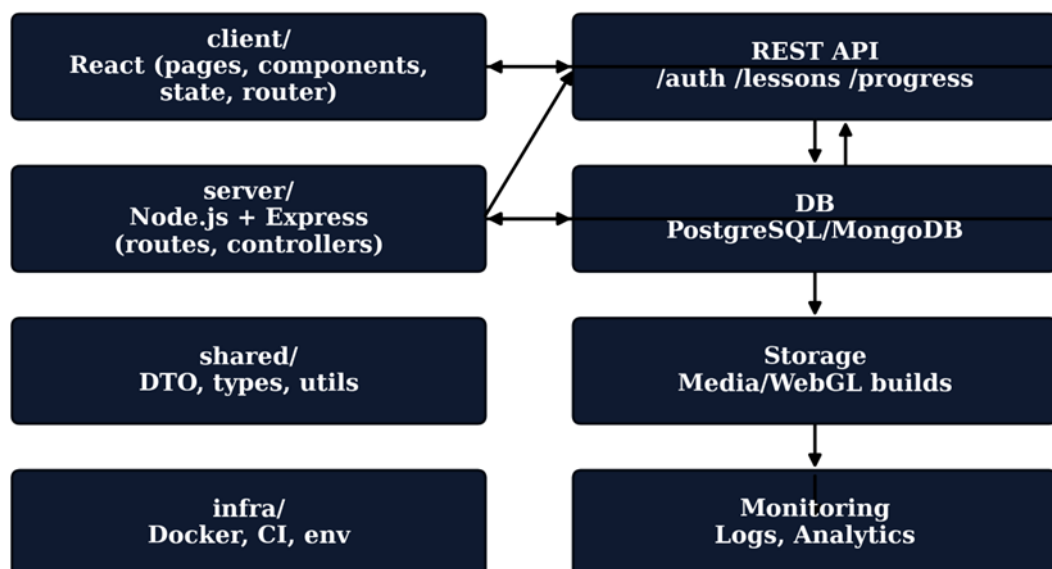 client/
React (pages, components,
state, router)
REST API
/auth /lessons /progress
server/
Node.js + Express
(routes, controllers)
DB
PostgreSQL/MongoDB
shared/
DTO, types, utils
Storage
Media/WebGL builds
infra/
Docker, CI, env
Monitoring
Logs, Analytics